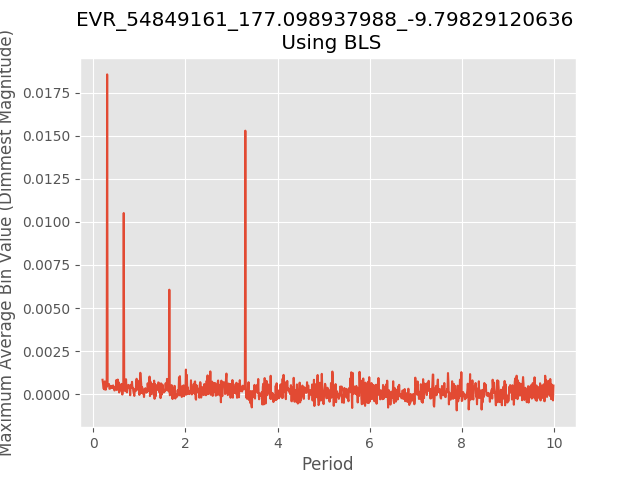 EVR_54849161_177.098937988_-9.79829120636
Using BLS
Maximum Average Bin Value (Dimmest Magnitude)
0.0175
0.0150
0.0125
0.0100
0.0075
0.0050
0.0025
0.0000
0 2 4 6 8 10
Period